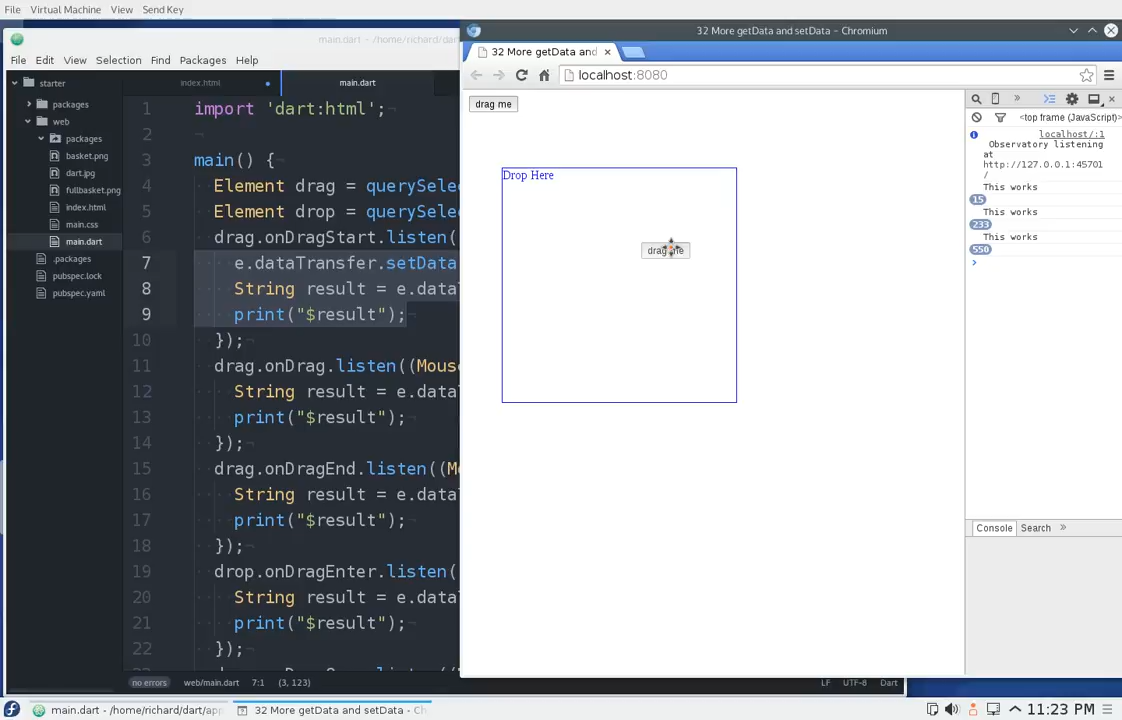 File Virtual Machine View Send Key
main.dart - /home/richard/dar
32 More getData and setData - Chromium
File Edit View Selection Find Packages Help
32 More getData and
localhost:8080
starter
packages
web
packages
basket.png
dart.jpg
fullbasket.png
index.html
main.css
main.dart
.packages
pubspec.lock
pubspec.yaml
index.html
main.dart
1 import 'dart:html';
2
3 main() {
4 Element drag = querySele
5 Element drop = querySele
6 drag.onDragStart.listen(
7 e.dataTransfer.setData
8 String result = e.data
9 print("$result");
10 });
11 drag.onDrag.listen((Mous
12 String result = e.data
13 print("$result");
14 });
15 drag.onDragEnd.listen((M
16 String result = e.data
17 print("$result");
18 });
19 drop.onDragEnter.listen(
20 String result = e.data
21 print("$result");
22 });
drag me
Drop Here
drag me
<top frame (JavaScript)
localhost/:1
Observatory listening
at
http://127.0.0.1:45701
/
This works
15
This works
233
This works
550
Console Search
no errors web/main.dart 7:1 (3, 123) LF UTF-8 Dart
main.dart - /home/richard/dart/app
32 More getData and setData - Ch
11:23 PM